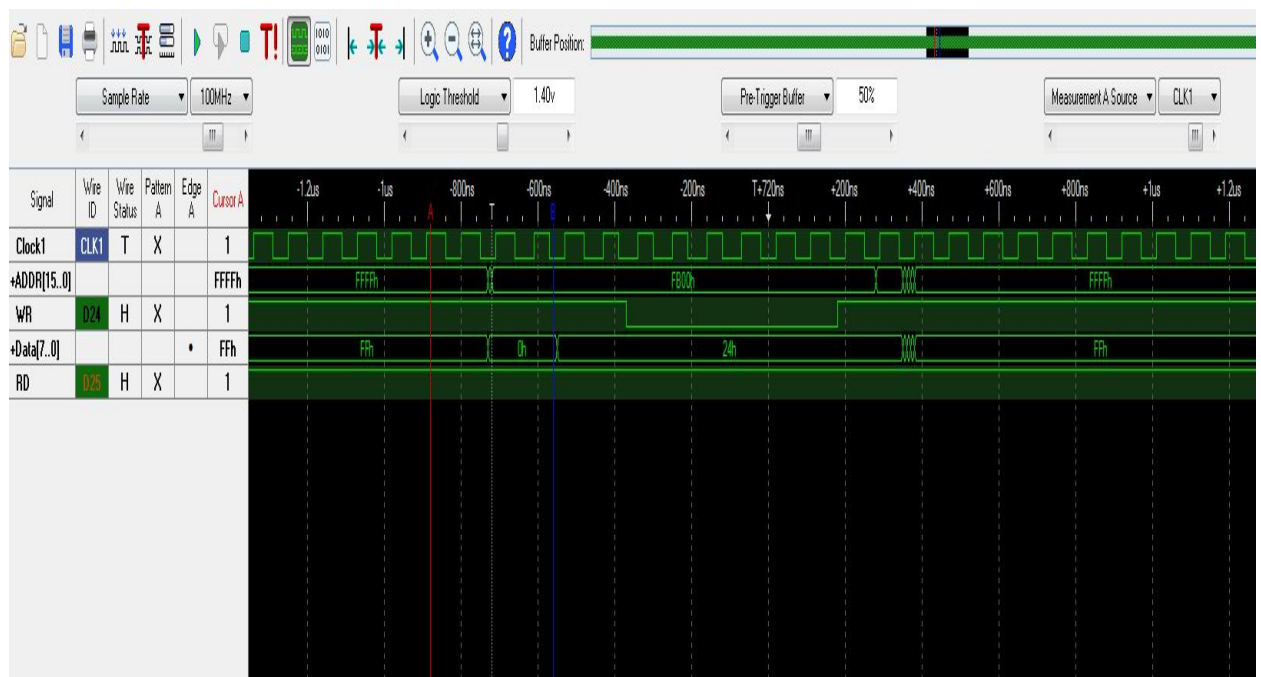 T! 1010 0101 T ? Buffer Position:
Sample Rate 100MHz Logic Threshold 1.40v Pre-Trigger Buffer 50% Measurement A Source CLK1
Signal Wire ID Wire Status Pattern A Edge A Cursor A -1.2us -1us -800ns -600ns -400ns -200ns T+720ns +200ns +400ns +600ns +800ns +1us +1.2us
A T B
Clock1 CLK1 T X 1
+ADDR[15..0] FFFFh FFFFh FB00h FFFFh
WR D24 H X 1
+Data[7..0] • FFh FFh 0h 24h FFh
RD D25 H X 1